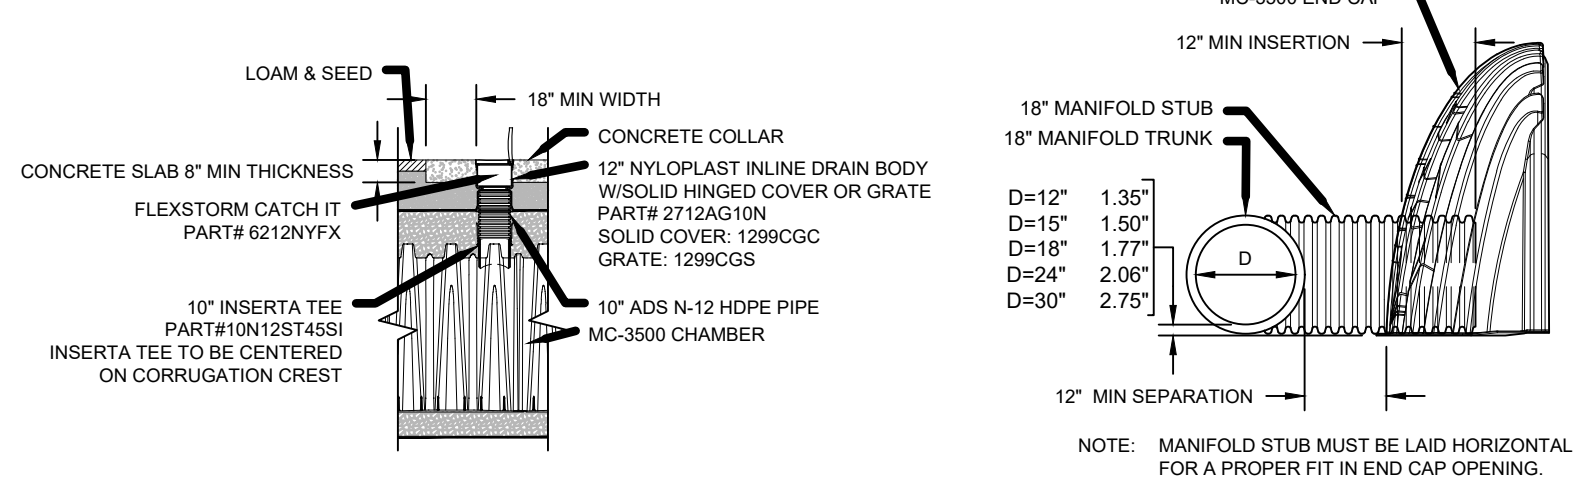 LOAM & SEED
18" MIN WIDTH
CONCRETE COLLAR
CONCRETE SLAB 8" MIN THICKNESS
12" NYLOPLAST INLINE DRAIN BODY
W/SOLID HINGED COVER OR GRATE
PART# 2712AG10N
SOLID COVER: 1299CGC
GRATE: 1299CGS
FLEXSTORM CATCH IT
PART# 6212NYFX
10" INSERTA TEE
PART#10N12ST45SI
INSERTA TEE TO BE CENTERED
ON CORRUGATION CREST
10" ADS N-12 HDPE PIPE
MC-3500 CHAMBER
MC-3500 END CAP
12" MIN INSERTION
18" MANIFOLD STUB
18" MANIFOLD TRUNK
D=12" 1.35"
D=15" 1.50"
D=18" 1.77"
D=24" 2.06"
D=30" 2.75"
D
12" MIN SEPARATION
NOTE: MANIFOLD STUB MUST BE LAID HORIZONTAL
FOR A PROPER FIT IN END CAP OPENING.